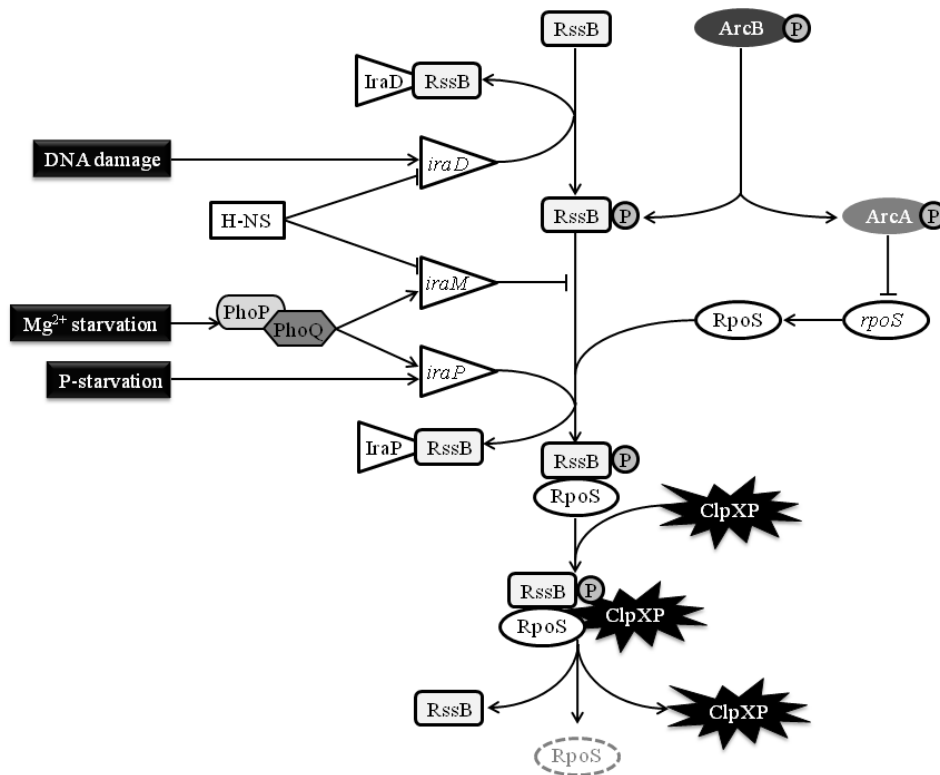 RssB
ArcB P
IraD RssB
DNA damage
iraD
H-NS
RssB P
ArcA P
iraM
PhoP
PhoQ
Mg²⁺ starvation
RpoS
rpoS
P-starvation
iraP
IraP RssB
RssB P
RpoS
ClpXP
RssB P
RpoS
ClpXP
RssB
ClpXP
RpoS